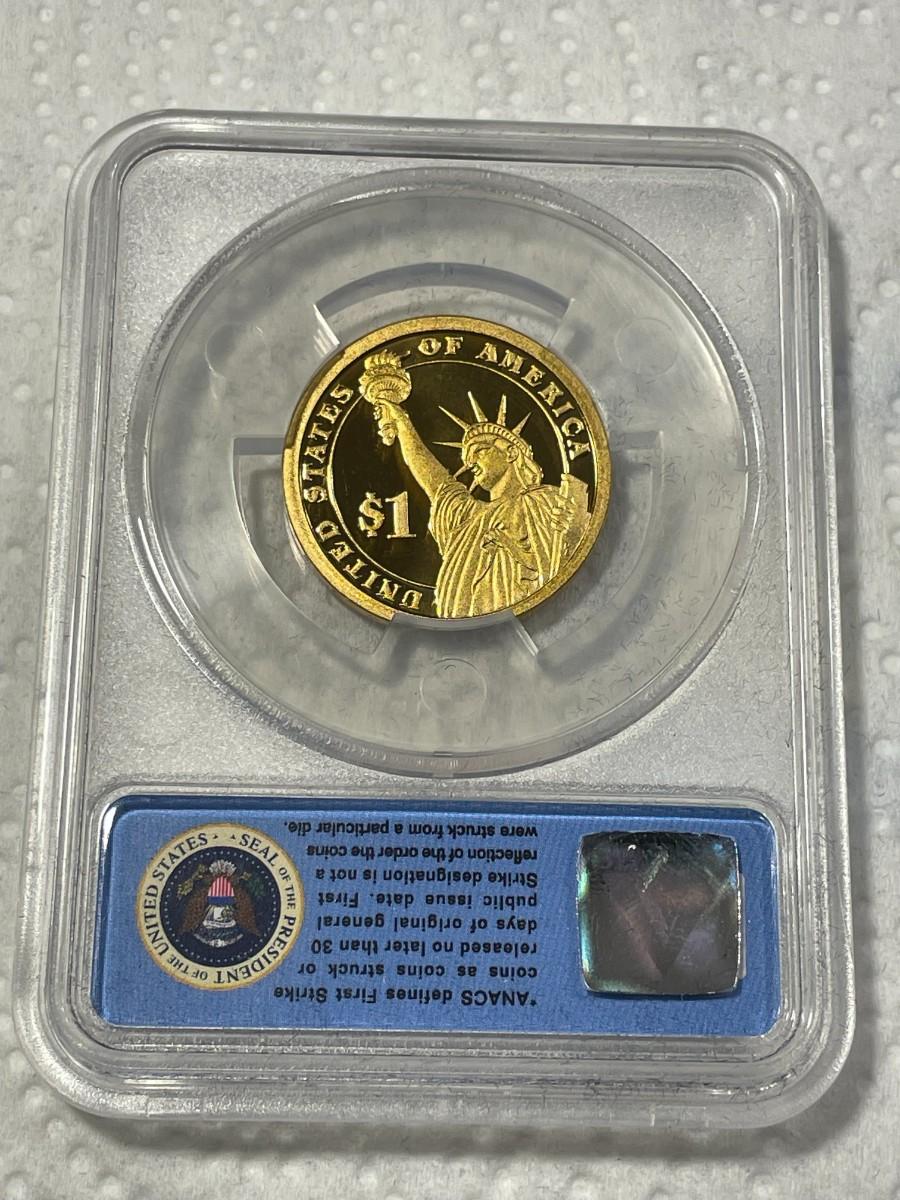 UNITED STATES OF AMERICA
$1
*ANACS defines First Strike
coins as coins struck or
released no later than 30
days of original general
public issue date. First
Strike designation is not a
reflection of the order the coins
were struck from a particular die.
SEAL OF THE PRESIDENT OF THE UNITED STATES